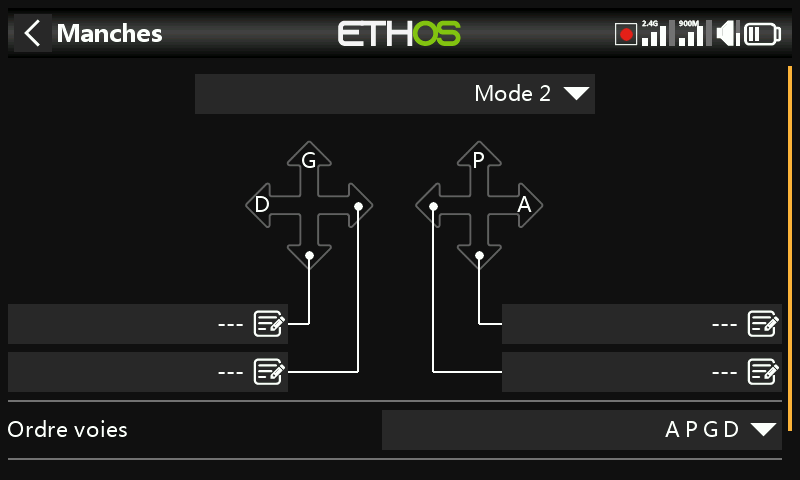 Manches
ETHOS
2.4G
900M
Mode 2
G
P
D
A
---
---
---
---
Ordre voies
A P G D